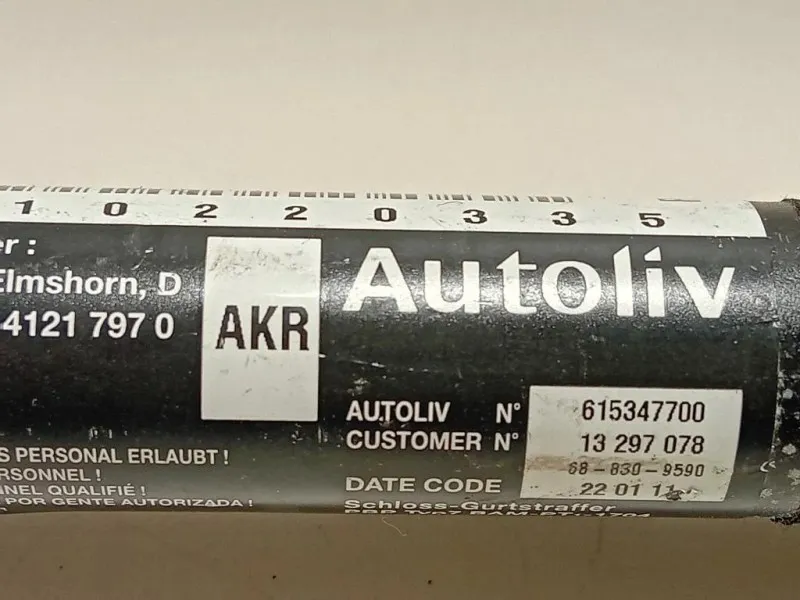 1 0 2 2 0 3 3 5
er :
Elmshorn, D
4121 797 0
AKR
Autoliv
AUTOLIV N° 615347700
CUSTOMER N° 13 297 078
68-830-9590
DATE CODE 22 01 11
Schloss-Gurtstraffer
S PERSONAL ERLAUBT !
ERSONNEL !
NNEL QUALIFIÉ !
POR GENTE AUTORIZADA !